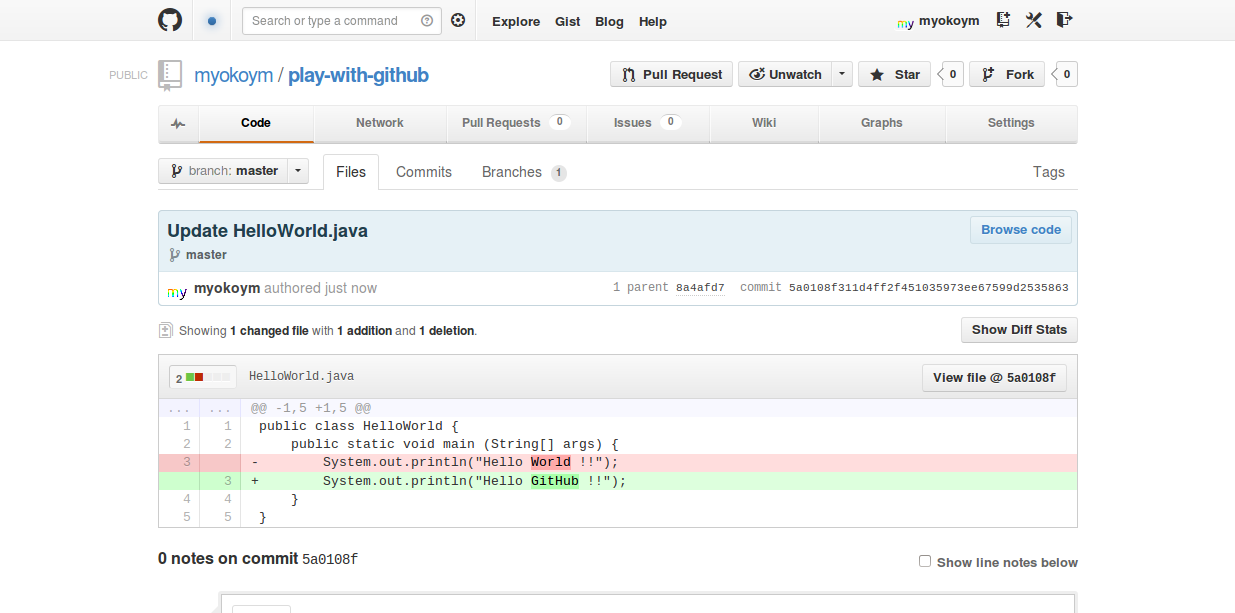 Search or type a command
Explore Gist Blog Help
my myokoym
PUBLIC myokoym / play-with-github
Pull Request Unwatch Star 0 Fork 0
Code Network Pull Requests 0 Issues 0 Wiki Graphs Settings
branch: master Files Commits Branches 1 Tags
Update HelloWorld.java Browse code
master
my myokoym authored just now 1 parent 8a4afd7 commit 5a0108f311d4ff2f451035973ee67599d2535863
Showing 1 changed file with 1 addition and 1 deletion. Show Diff Stats
2 HelloWorld.java View file @ 5a0108f
... ... @@ -1,5 +1,5 @@
1 1 public class HelloWorld {
2 2 public static void main (String[] args) {
3 - System.out.println("Hello World !!");
3 + System.out.println("Hello GitHub !!");
4 4 }
5 5 }
0 notes on commit 5a0108f Show line notes below